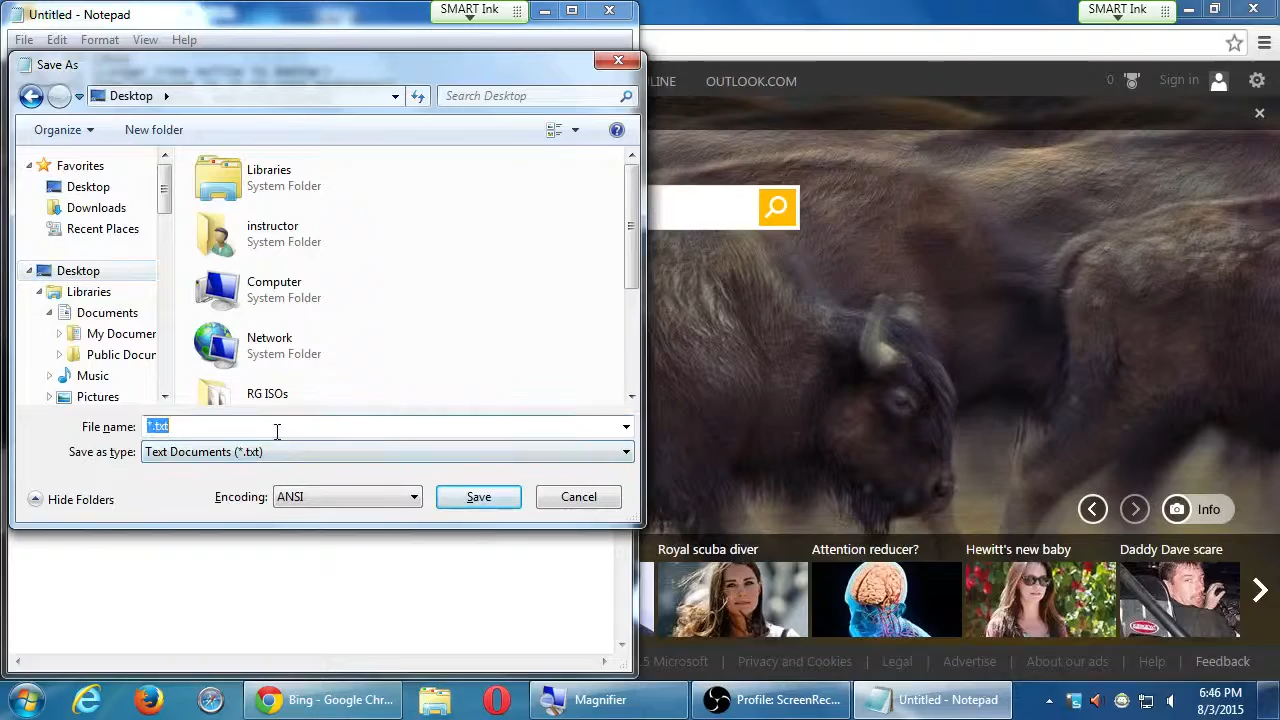 Untitled - Notepad
SMART Ink
SMART Ink
File Edit Format View Help
Save As
Desktop
Search Desktop
LINE OUTLOOK.COM 0 Sign in
Organize New folder
Favorites
Desktop
Downloads
Recent Places
Desktop
Libraries
Documents
My Documer
Public Docur
Music
Pictures
Libraries
System Folder
instructor
System Folder
Computer
System Folder
Network
System Folder
RG ISOs
File name: *.txt
Save as type: Text Documents (*.txt)
Hide Folders Encoding: ANSI Save Cancel
Info
Royal scuba diver Attention reducer? Hewitt's new baby Daddy Dave scare
.5 Microsoft Privacy and Cookies Legal Advertise About our ads Help Feedback
Bing - Google Chr... Magnifier Profile: ScreenRec... Untitled - Notepad
6:46 PM
8/3/2015